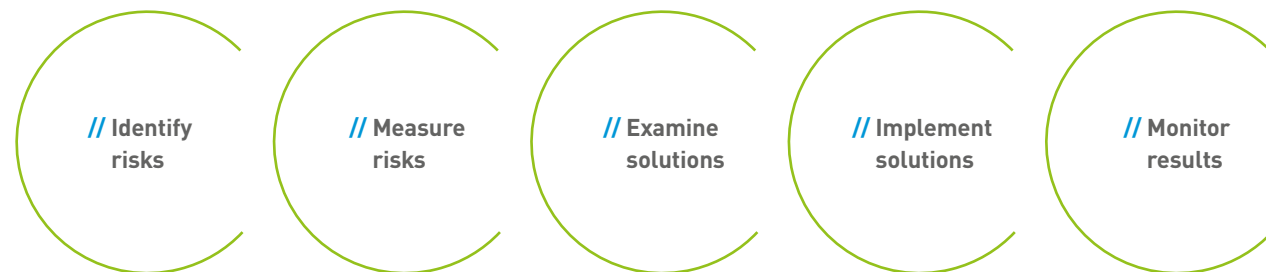 // Identify
risks
// Measure
risks
// Examine
solutions
// Implement
solutions
// Monitor
results